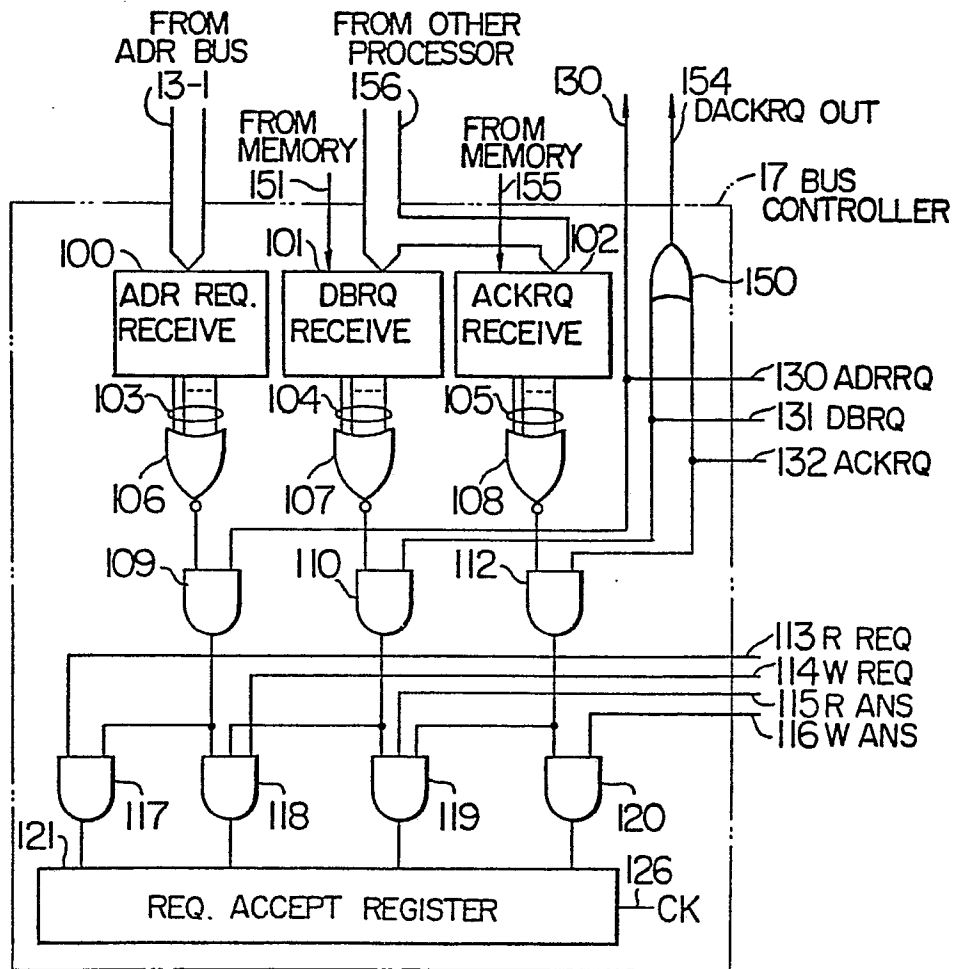 FROM
ADR BUS
13-1
FROM OTHER
PROCESSOR
156
130
154
DACKRQ OUT
FROM
MEMORY
151
FROM
MEMORY
155
17 BUS
CONTROLLER
100
101
102
150
ADR REQ.
RECEIVE
DBRQ
RECEIVE
ACKRQ
RECEIVE
103
104
105
130 ADRRQ
131 DBRQ
132 ACKRQ
106
107
108
109
110
112
113 R REQ
114 W REQ
115 R ANS
116 W ANS
117
118
119
120
121
REQ. ACCEPT REGISTER
126
CK